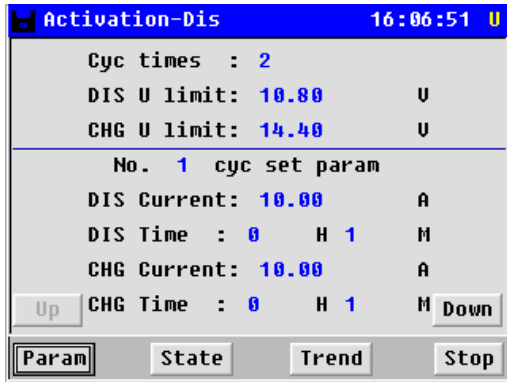 Activation-Dis 16:06:51 U
Cyc times : 2
DIS U limit: 10.80 V
CHG U limit: 14.40 V
No. 1 cyc set param
DIS Current: 10.00 A
DIS Time : 0 H 1 M
CHG Current: 10.00 A
Up CHG Time : 0 H 1 M Down
Param State Trend Stop